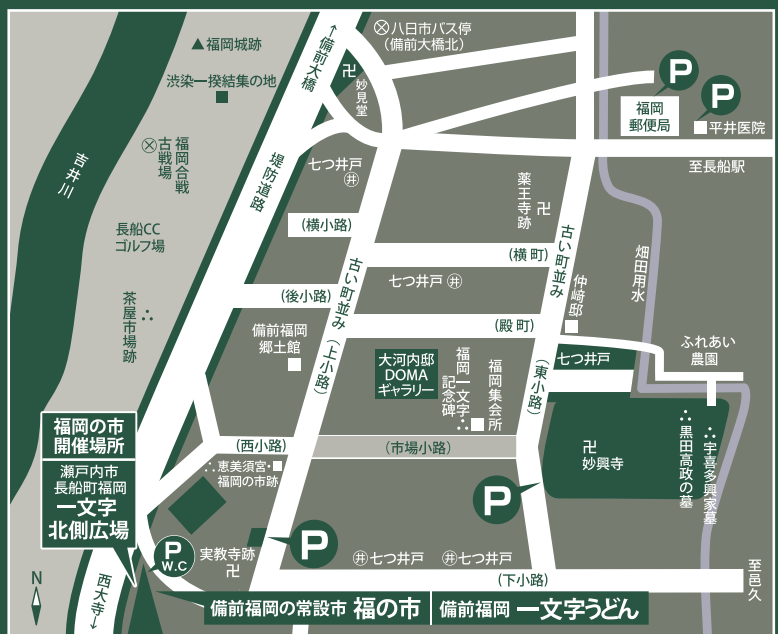 ↑備前大橋
▲福岡城跡
渋染一揆結集の地
八日市バス停
(備前大橋北)
卍
妙見堂
P
福岡
郵便局
P
平井医院
至長船駅
吉井川
福岡合戦
古戦場
堤防道路
七つ井戸
井
薬王寺跡
卍
古い町並み
(東小路)
畑田用水
長船CC
ゴルフ場
(横小路)
(横町)
古い町並み
(上小路)
七つ井戸 井
仲﨑邸
茶屋市場跡
(後小路)
(殿町)
備前福岡
郷土館
大河内邸
DOMA
ギャラリー
福岡一文字
記念碑
福岡集会所
七つ井戸
ふれあい
農園
福岡の市
開催場所
瀬戸内市
長船町福岡
一文字
北側広場
(西小路)
(市場小路)
恵美須宮・
福岡の市跡
卍
妙興寺
黒田高政の墓
宇喜多興家墓
P
P
P
W.C
実教寺跡
卍
井七つ井戸
井七つ井戸
(下小路)
至邑久
N
西大寺↓
備前福岡の常設市 福の市
備前福岡 一文字うどん